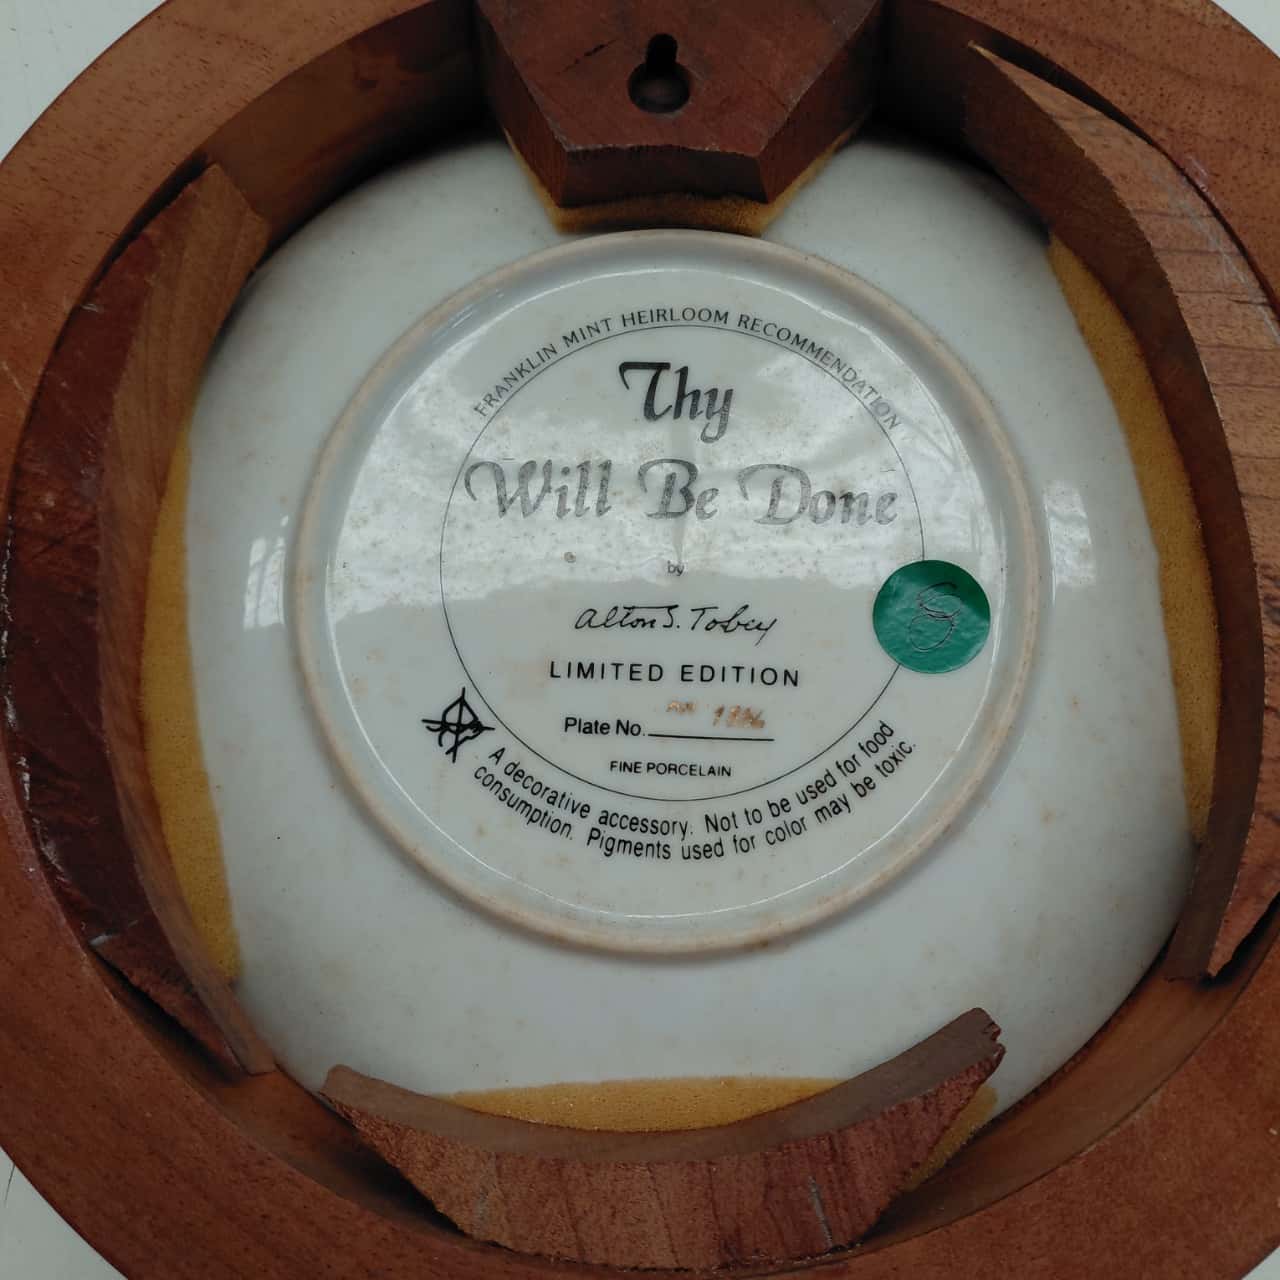 FRANKLIN MINT HEIRLOOM RECOMMENDATION
Thy
Will Be Done
by
Alton S. Tobey
LIMITED EDITION
Plate No.
FINE PORCELAIN
A decorative accessory. Not to be used for food
consumption. Pigments used for color may be toxic.